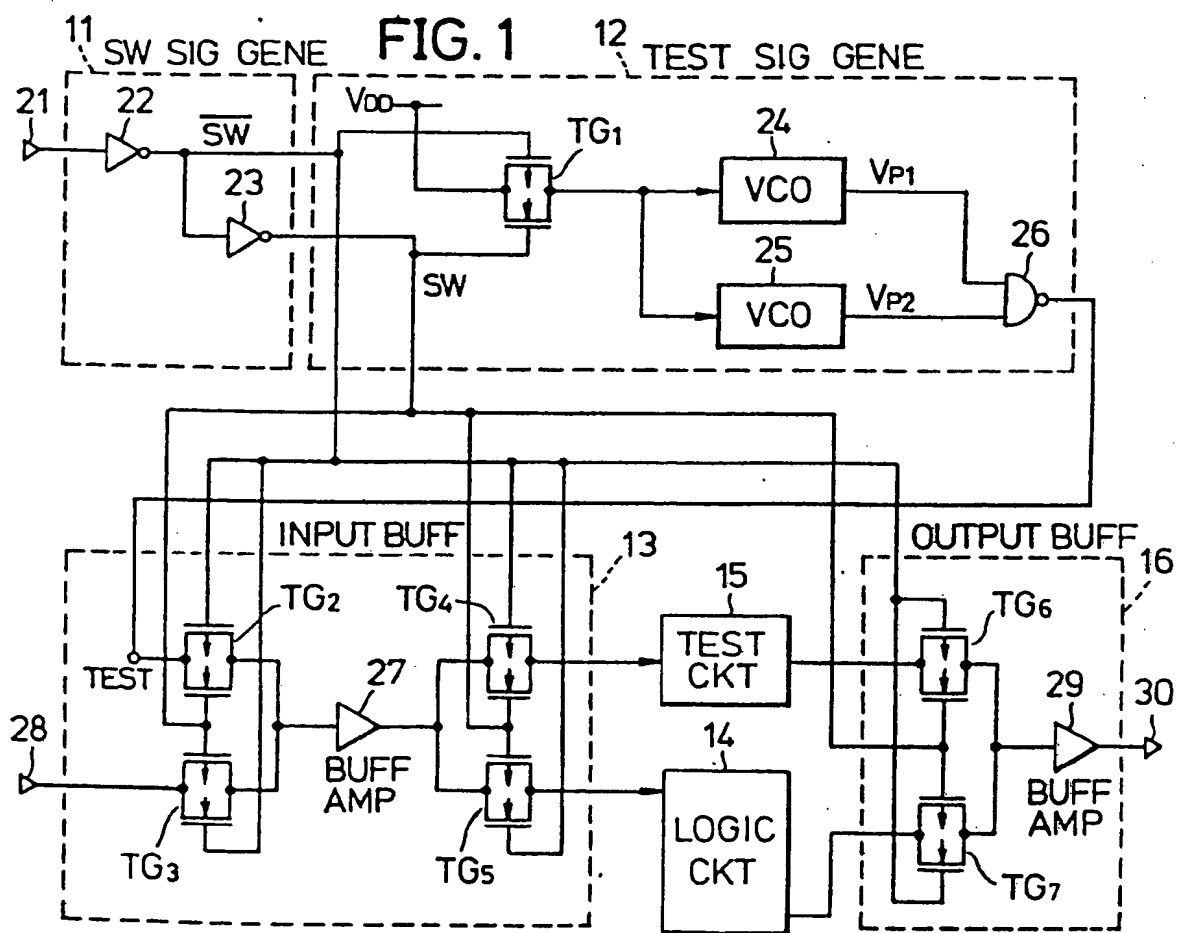 FIG. 1
11
SW SIG GENE
12
TEST SIG GENE
21
22
SW
23
SW
VDD
TG1
24
VCO
VP1
25
VCO
VP2
26
INPUT BUFF
13
OUTPUT BUFF
16
TG2
TG4
15
TEST
CKT
TG6
TEST
27
29
30
28
BUFF
AMP
14
LOGIC
CKT
BUFF
AMP
TG3
TG5
TG7